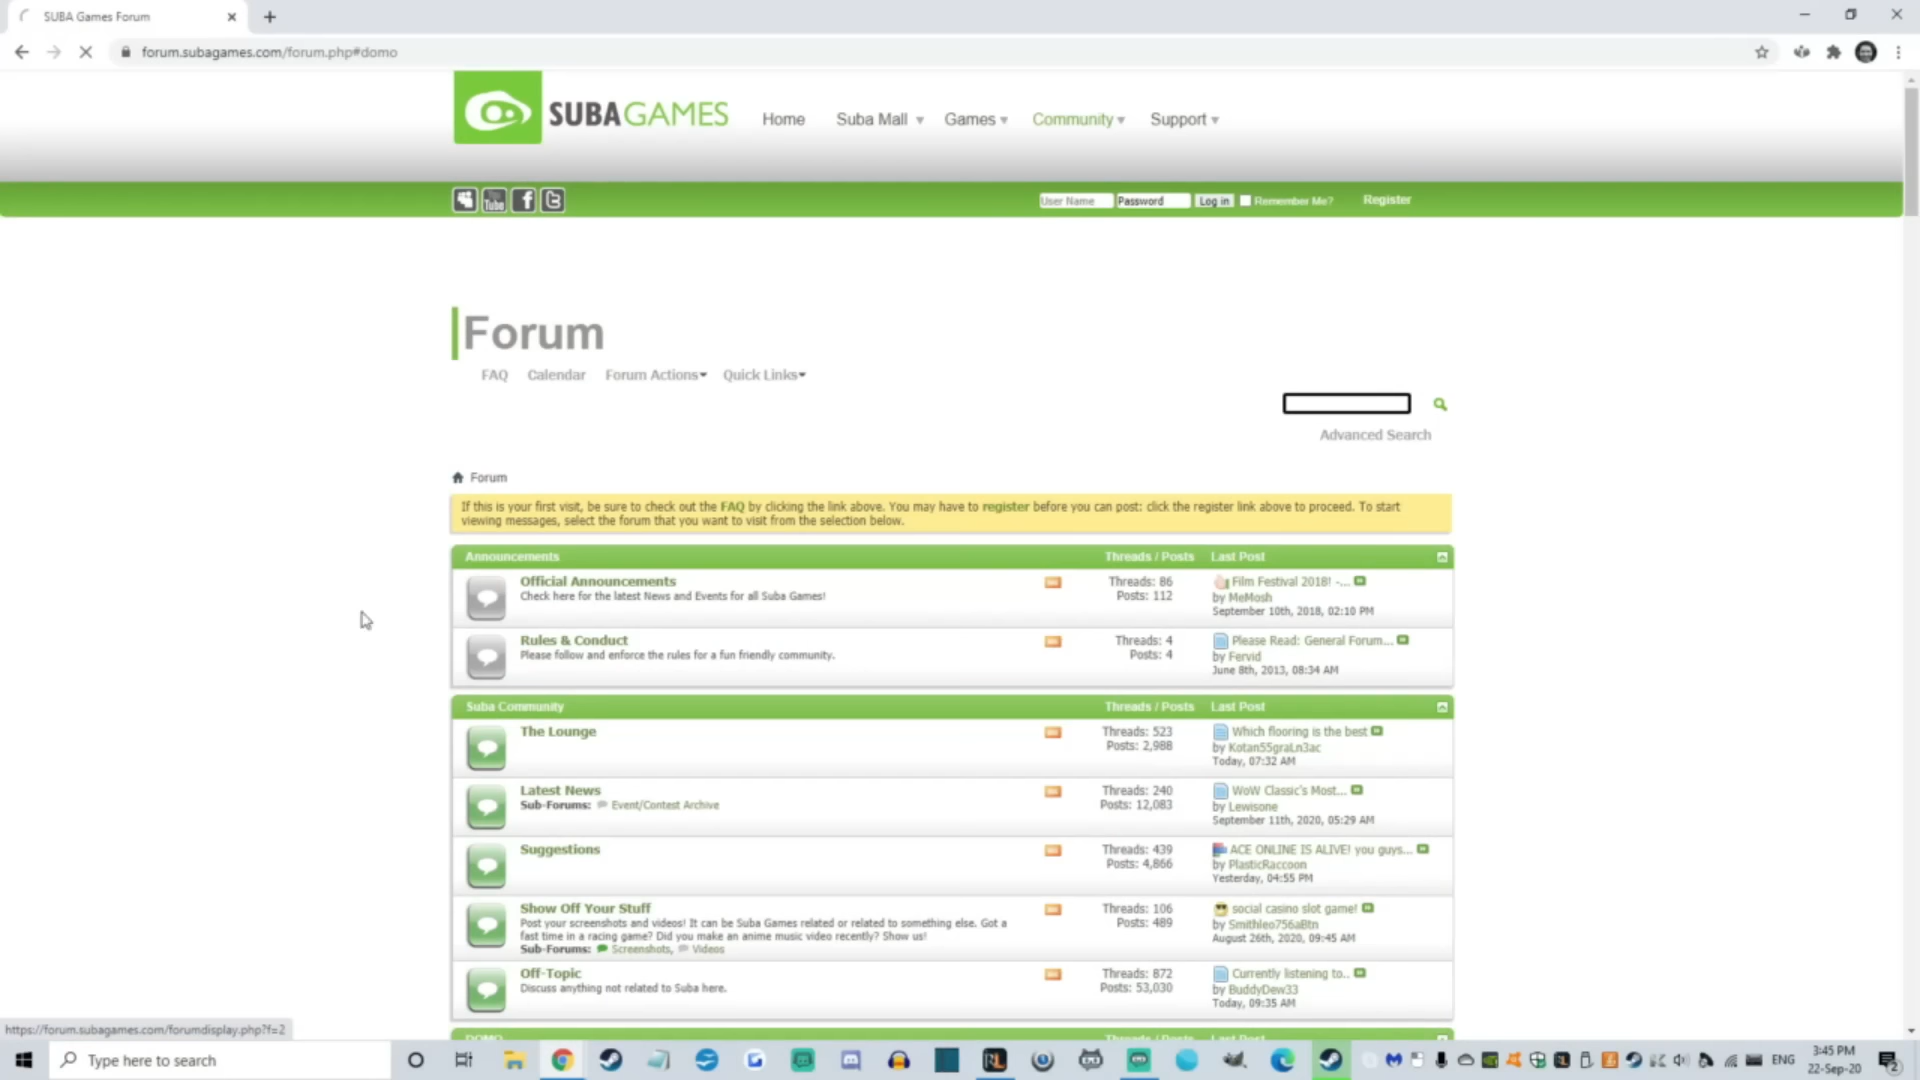 SUBA Games Forum
forum.subagames.com/forum.php#domo
SUBAGAMES
Home
Suba Mall
Games
Community
Support
You Tube
User Name
Password
Log in
Remember Me?
Register
Forum
FAQ
Calendar
Forum Actions
Quick Links
Advanced Search
Forum
If this is your first visit, be sure to check out the FAQ by clicking the link above. You may have to register before you can post: click the register link above to proceed. To start
viewing messages, select the forum that you want to visit from the selection below.
Announcements
Threads / Posts
Last Post
Official Announcements
Check here for the latest News and Events for all Suba Games!
Threads: 86
Posts: 112
Film Festival 2018! -...
by MeMosh
September 10th, 2018, 02:10 PM
Rules & Conduct
Please follow and enforce the rules for a fun friendly community.
Threads: 4
Posts: 4
Please Read: General Forum...
by Fervid
June 8th, 2013, 08:34 AM
Suba Community
Threads / Posts
Last Post
The Lounge
Threads: 523
Posts: 2,988
Which flooring is the best
by Kotan55graLn3ac
Today, 07:32 AM
Latest News
Sub-Forums: Event/Contest Archive
Threads: 240
Posts: 12,083
WoW Classic's Most...
by Lewisone
September 11th, 2020, 05:29 AM
Suggestions
Threads: 439
Posts: 4,866
ACE ONLINE IS ALIVE! you guys...
by PlasticRaccoon
Yesterday, 04:55 PM
Show Off Your Stuff
Post your screenshots and videos! It can be Suba Games related or related to something else. Got a
fast time in a racing game? Did you make an anime music video recently? Show us!
Sub-Forums: Screenshots, Videos
Threads: 106
Posts: 489
social casino slot game!
by Smithleo756aBtn
August 26th, 2020, 09:45 AM
Off-Topic
Discuss anything not related to Suba here.
Threads: 872
Posts: 53,030
Currently listening to..
by BuddyDew33
Today, 09:35 AM
DOMO
Threads / Posts
Last Post
https://forum.subagames.com/forumdisplay.php?f=2
Type here to search
ENG
3:45 PM
22-Sep-20
2